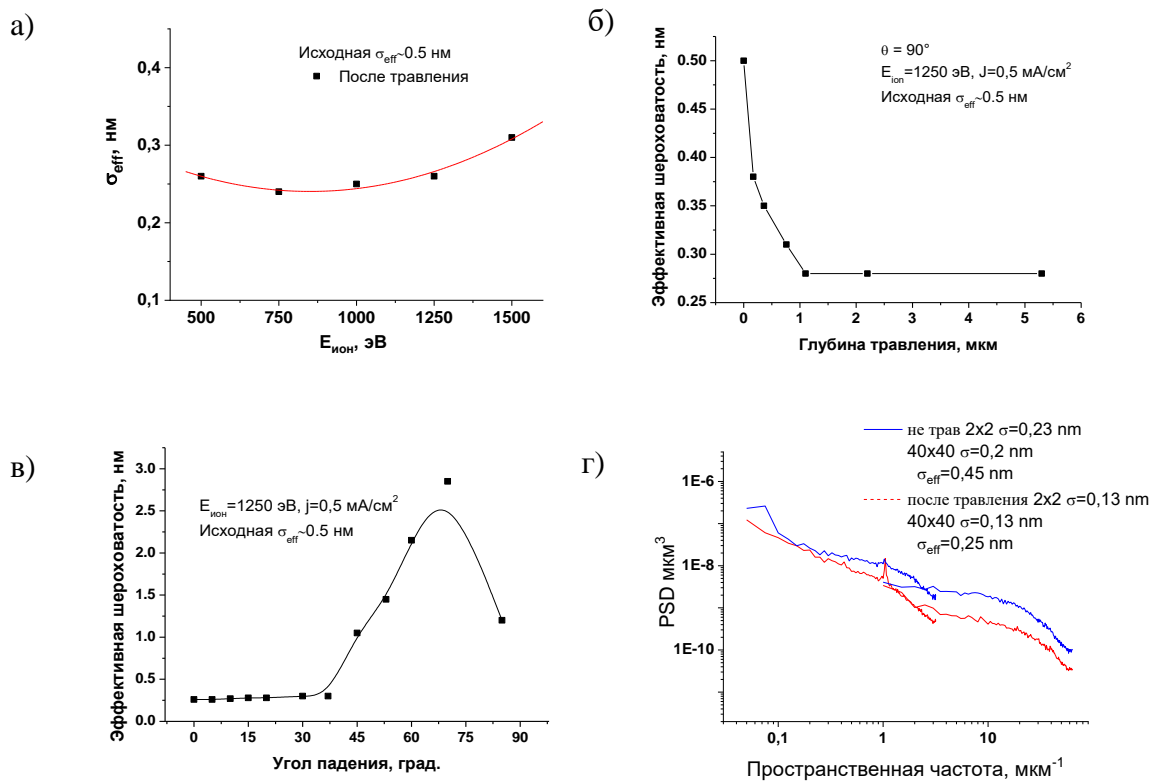 а)
Исходная σeff~0.5 нм
После травления
σeff, нм
0,4
0,3
0,2
0,1
500 750 1000 1250 1500
Eион, эВ
б)
θ = 90°
Eion=1250 эВ, J=0,5 мА/см²
Исходная σeff~0.5 нм
Эффективная шероховатость, нм
0.50
0.45
0.40
0.35
0.30
0.25
0 1 2 3 4 5 6
Глубина травления, мкм
в)
Eион=1250 эВ, j=0,5 мА/см²
Исходная σeff~0.5 нм
Эффективная шероховатость, нм
3.0
2.5
2.0
1.5
1.0
0.5
0.0
0 15 30 45 60 75 90
Угол падения, град.
г)
не трав 2x2 σ=0,23 nm
40x40 σ=0,2 nm
σeff=0,45 nm
после травления 2x2 σ=0,13 nm
40x40 σ=0,13 nm
σeff=0,25 nm
PSD мкм³
1E-6
1E-8
1E-10
0,1 1 10
Пространственная частота, мкм⁻¹